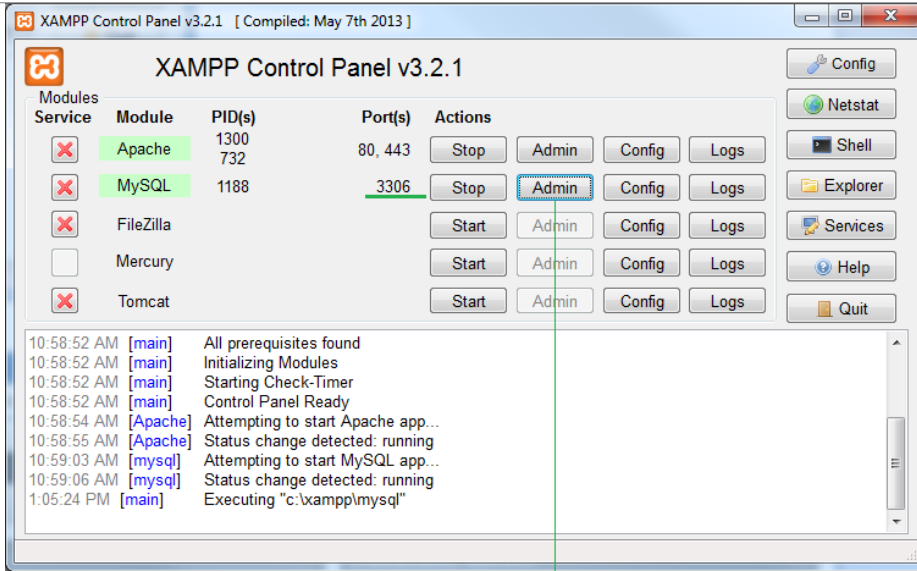 XAMPP Control Panel v3.2.1 [ Compiled: May 7th 2013 ]
XAMPP Control Panel v3.2.1
Config
Modules
Service Module PID(s) Port(s) Actions
Netstat
Apache 1300 732 80, 443 Stop Admin Config Logs
Shell
MySQL 1188 3306 Stop Admin Config Logs
Explorer
FileZilla Start Admin Config Logs
Services
Mercury Start Admin Config Logs
Help
Tomcat Start Admin Config Logs
Quit
10:58:52 AM [main] All prerequisites found
10:58:52 AM [main] Initializing Modules
10:58:52 AM [main] Starting Check-Timer
10:58:52 AM [main] Control Panel Ready
10:58:54 AM [Apache] Attempting to start Apache app...
10:58:55 AM [Apache] Status change detected: running
10:59:03 AM [mysql] Attempting to start MySQL app...
10:59:06 AM [mysql] Status change detected: running
1:05:24 PM [main] Executing "c:\xampp\mysql"